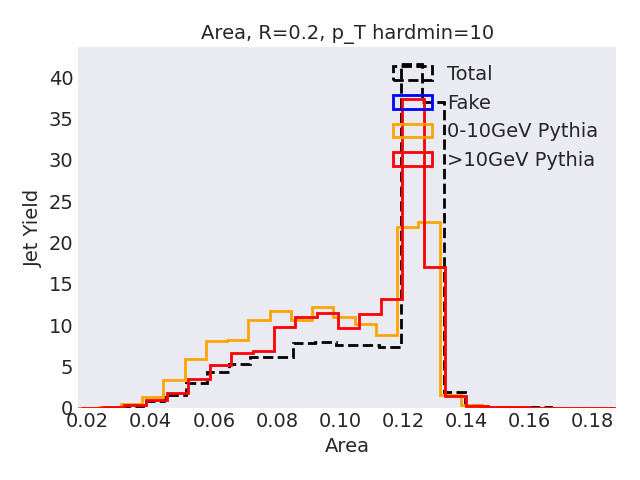 Area, R=0.2, p_T hardmin=10
Total
Fake
0-10GeV Pythia
>10GeV Pythia
Jet Yield
40
35
30
25
20
15
10
5
0
0.02 0.04 0.06 0.08 0.10 0.12 0.14 0.16 0.18
Area